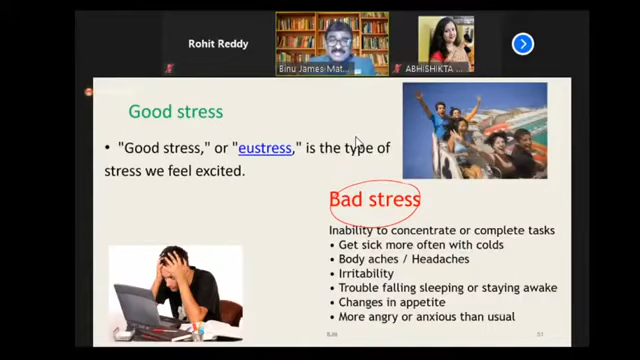 Rohit Reddy
Binu James Mat...
ABHISHIKTA ...
Good stress
• "Good stress," or "eustress," is the type of
stress we feel excited.
Bad stress
Inability to concentrate or complete tasks
• Get sick more often with colds
• Body aches / Headaches
• Irritability
• Trouble falling sleeping or staying awake
• Changes in appetite
• More angry or anxious than usual
BJM
51